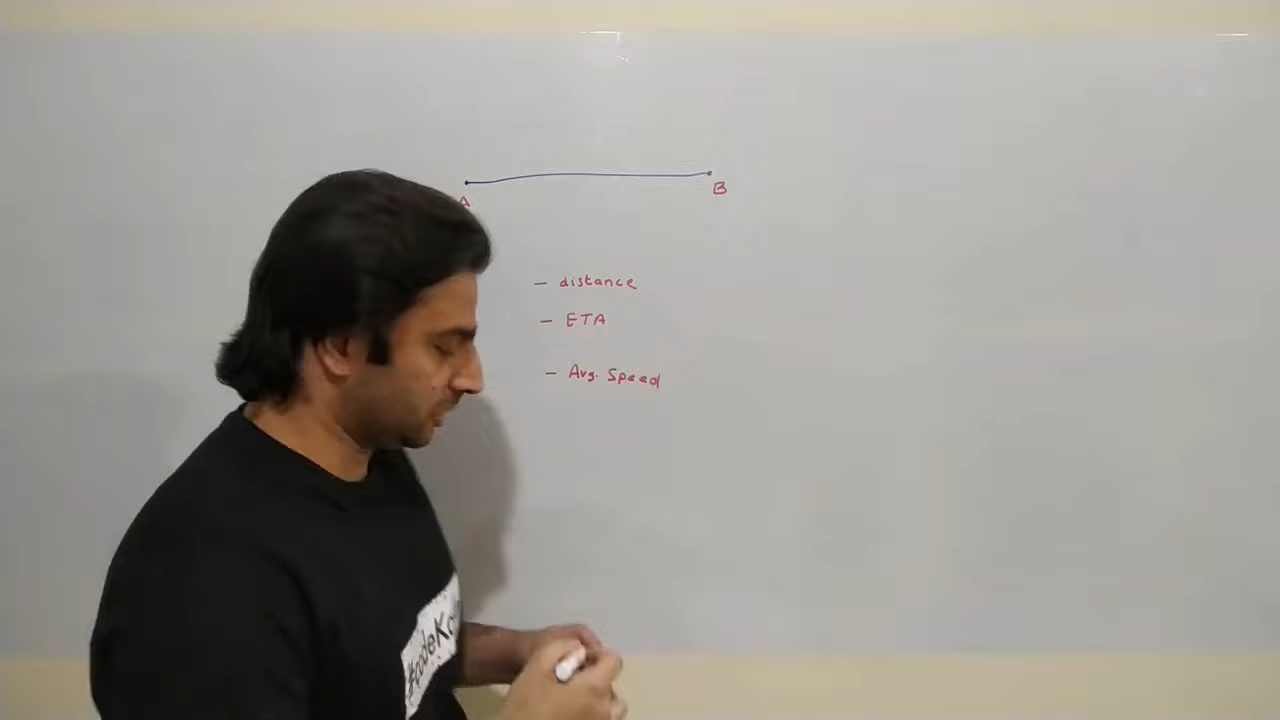 A
B
- distance
- ETA
- Avg. Speed